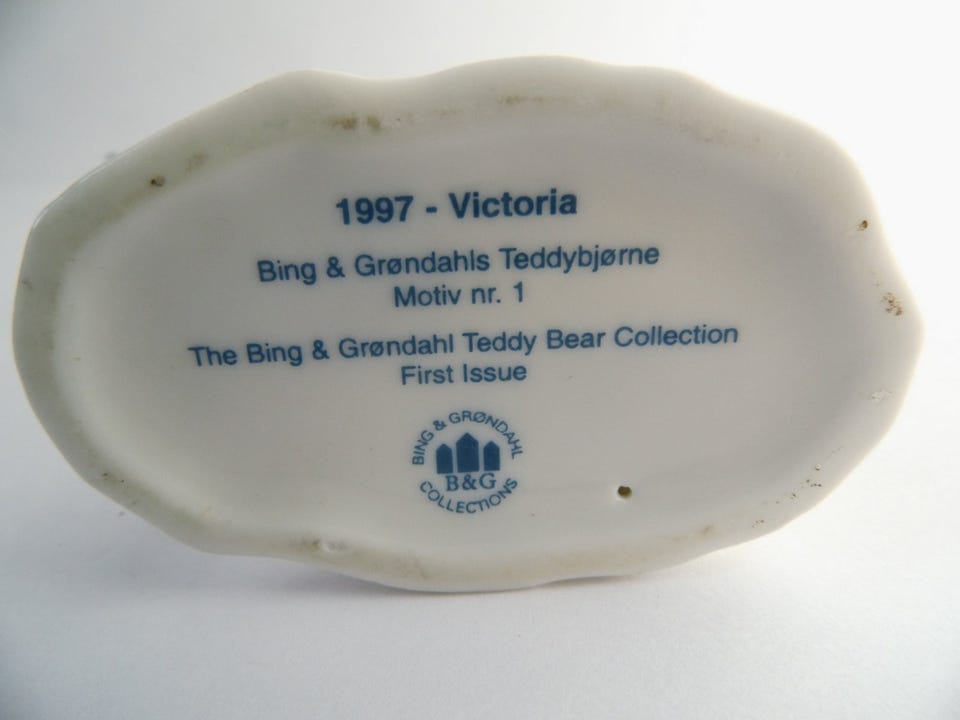 1997 - Victoria
Bing & Grøndahls Teddybjørne
Motiv nr. 1
The Bing & Grøndahl Teddy Bear Collection
First Issue
BING & GRØNDAHL
B&G
COLLECTIONS